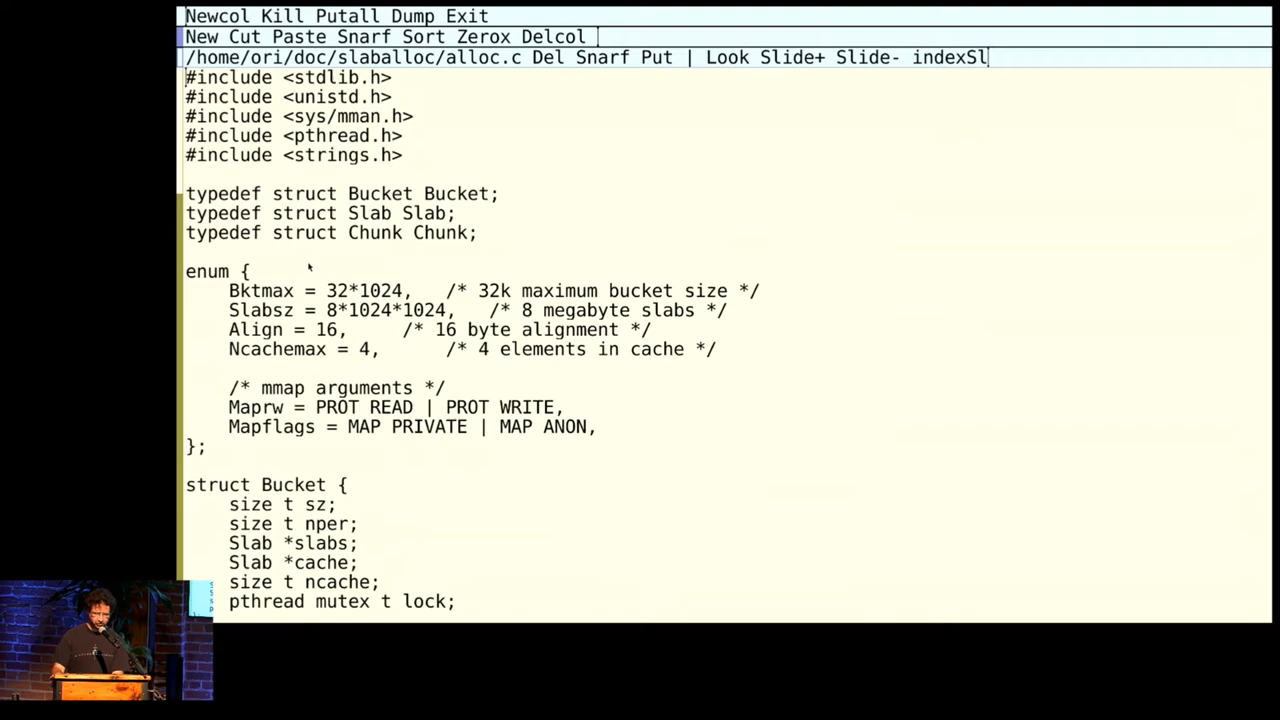 Newcol Kill Putall Dump Exit
New Cut Paste Snarf Sort Zerox Delcol
/home/ori/doc/slaballoc/alloc.c Del Snarf Put | Look Slide+ Slide- indexSl
#include <stdlib.h>
#include <unistd.h>
#include <sys/mman.h>
#include <pthread.h>
#include <strings.h>
typedef struct Bucket Bucket;
typedef struct Slab Slab;
typedef struct Chunk Chunk;
enum {
Bktmax = 32*1024, /* 32k maximum bucket size */
Slabsz = 8*1024*1024, /* 8 megabyte slabs */
Align = 16, /* 16 byte alignment */
Ncachemax = 4, /* 4 elements in cache */
/* mmap arguments */
Maprw = PROT READ | PROT WRITE,
Mapflags = MAP PRIVATE | MAP ANON,
};
struct Bucket {
size t sz;
size t nper;
Slab *slabs;
Slab *cache;
size t ncache;
pthread mutex t lock;